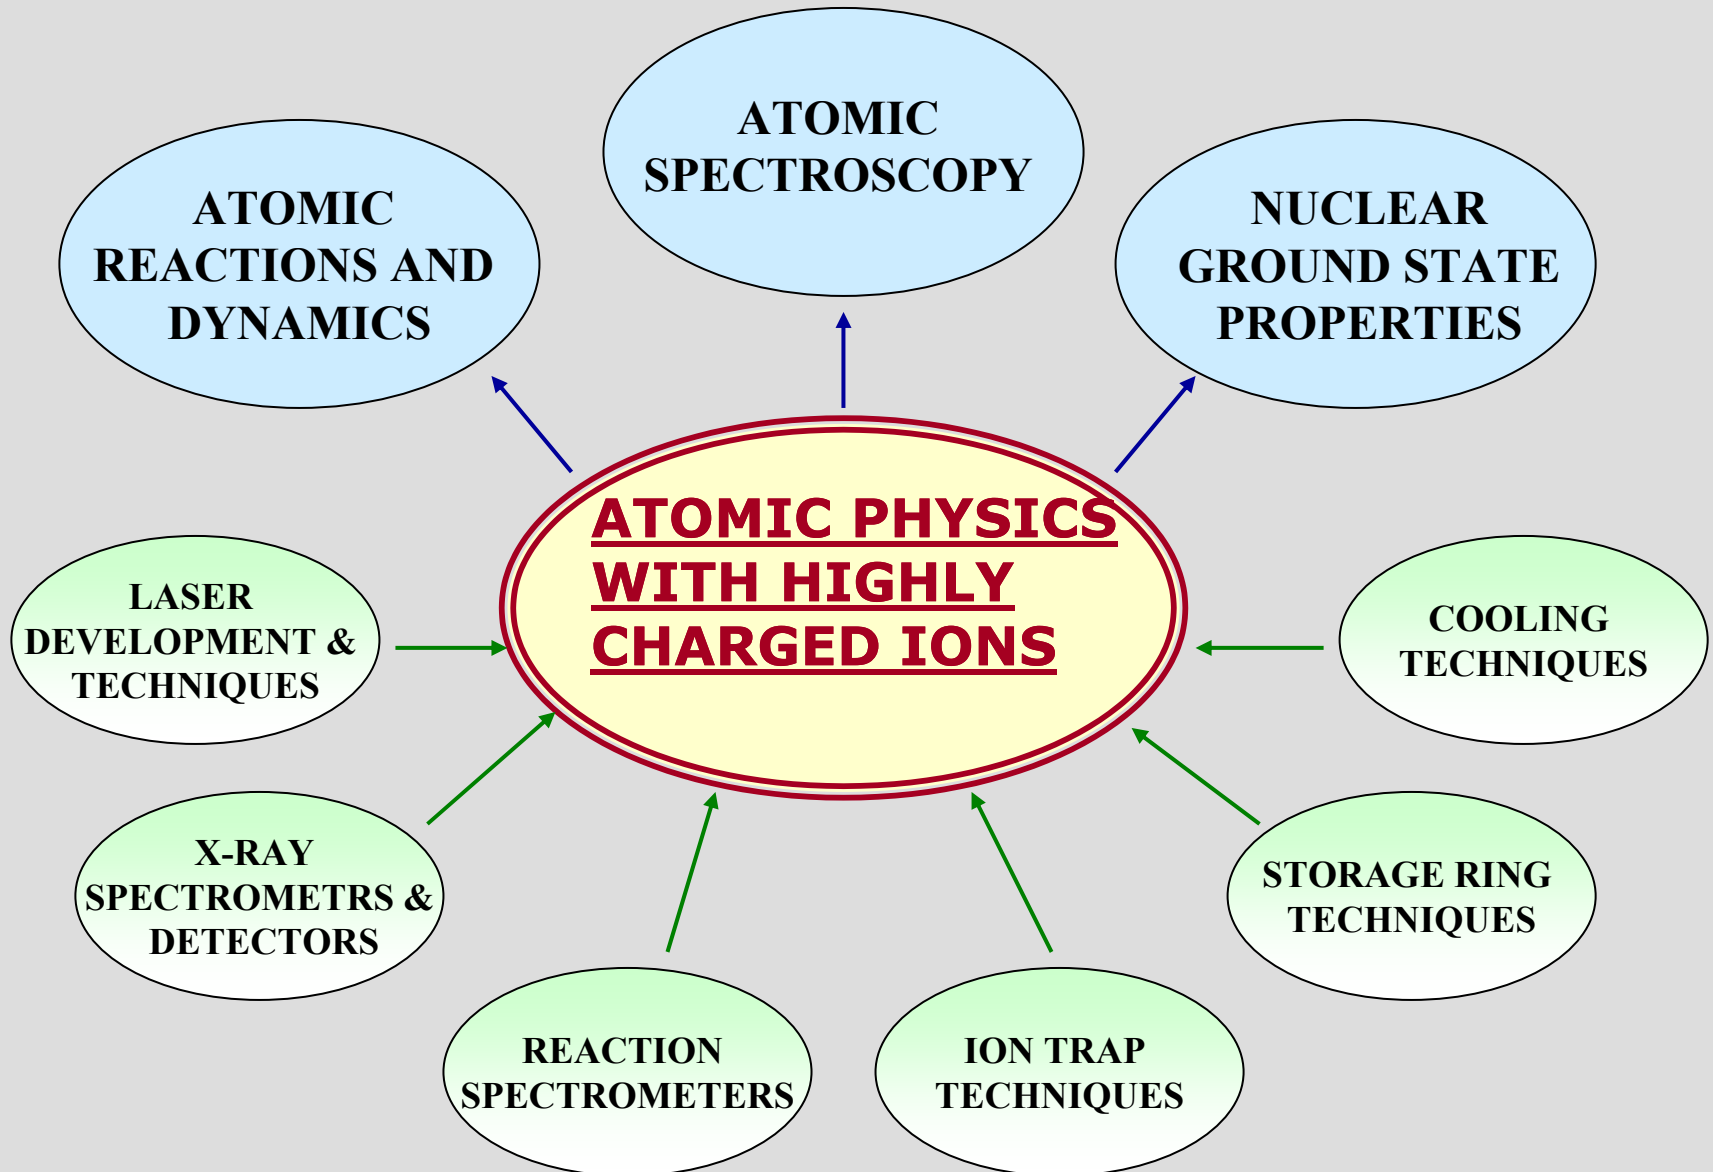 ATOMIC
SPECTROSCOPY
ATOMIC
REACTIONS AND
DYNAMICS
NUCLEAR
GROUND STATE
PROPERTIES
ATOMIC PHYSICS
WITH HIGHLY
CHARGED IONS
LASER
DEVELOPMENT &
TECHNIQUES
COOLING
TECHNIQUES
X-RAY
SPECTROMETRS &
DETECTORS
STORAGE RING
TECHNIQUES
REACTION
SPECTROMETERS
ION TRAP
TECHNIQUES